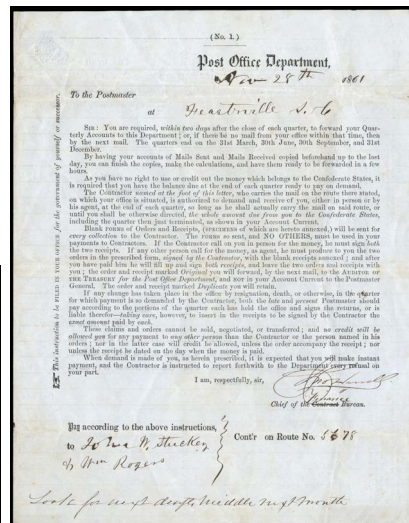 (No. 1.)
Post Office Department,
Nov 28th 1861
To the Postmaster
at Feastville S. C
SIR: You are required, within two days after the close of each quarter, to forward your Quar-
terly Accounts to this Department; or, if there be no mail from your office within that time, then
by the next mail. The quarters end on the 31st March, 30th June, 30th September, and 31st
December.
By having your accounts of Mails Sent and Mails Received copied beforehand up to the last
day, you can finish the copies, make the calculations, and have them ready to be forwarded in a few
hours.
As you have no right to use or credit out the money which belongs to the Confederate States, it
is required that you have the balance due at the end of each quarter ready to pay on demand.
The Contractor named at the foot of this letter, who carries the mail on the route there stated,
on which your office is situated, is authorized to demand and receive of you, either in person or by
his agent, at the end of each quarter, so long as he shall actually carry the mail on said route, or
until you shall be otherwise directed, the whole amount due from you to the Confederate States,
including the quarter then just terminated, as shown in your Account Current.
Blank forms of Orders and Receipts, (specimens of which are hereto annexed,) will be sent for
every collection to the Contractor. The forms so sent, and NO OTHERS, must be used in your
payments to Contractors. If the Contractor call on you in person for the money, he must sign both
the two receipts. If any other person call for the money, as agent, he must produce to you the two
orders in the prescribed form, signed by the Contractor, with the blank receipts annexed; and after
you have paid him he will fill up and sign both receipts, and leave the two orders and receipts with
you; the order and receipt marked Original you will forward, by the next mail, to the AUDITOR OF
THE TREASURY for the Post Office Department, and enter in your Account Current to the Postmaster
General. The order and receipt marked Duplicate you will retain.
If any change has taken place in the office by resignation, death, or otherwise, in the quarter
for which payment is so demanded by the Contractor, both the late and present Postmaster should
pay according to the portions of the quarter each has held the office and signs the returns, or is
liable therefor—taking care, however, to insert in the receipts to be signed by the Contractor the
exact amount paid by each.
These claims and orders cannot be sold, negotiated, or transferred; and no credit will be
allowed you for any payment to any other person than the Contractor or the person named in his
orders; nor in the latter case will credit be allowed, unless the order accompany the receipt; nor
unless the receipt be dated on the day when the money is paid.
When demand is made of you, as herein prescribed, it is expected that you will make instant
payment, and the Contractor is instructed to report forthwith to the Department every refusal on
your part.
I am, respectfully, sir,
Finance
Chief of the Contract Bureau.
Pay according to the above instructions,
to John W. Stuckey
of Wm Rogers
Cont'r on Route No. 5678
Look for next draft, middle next month
This instruction to be FILED IN YOUR OFFICE for the government of yourself or successor.